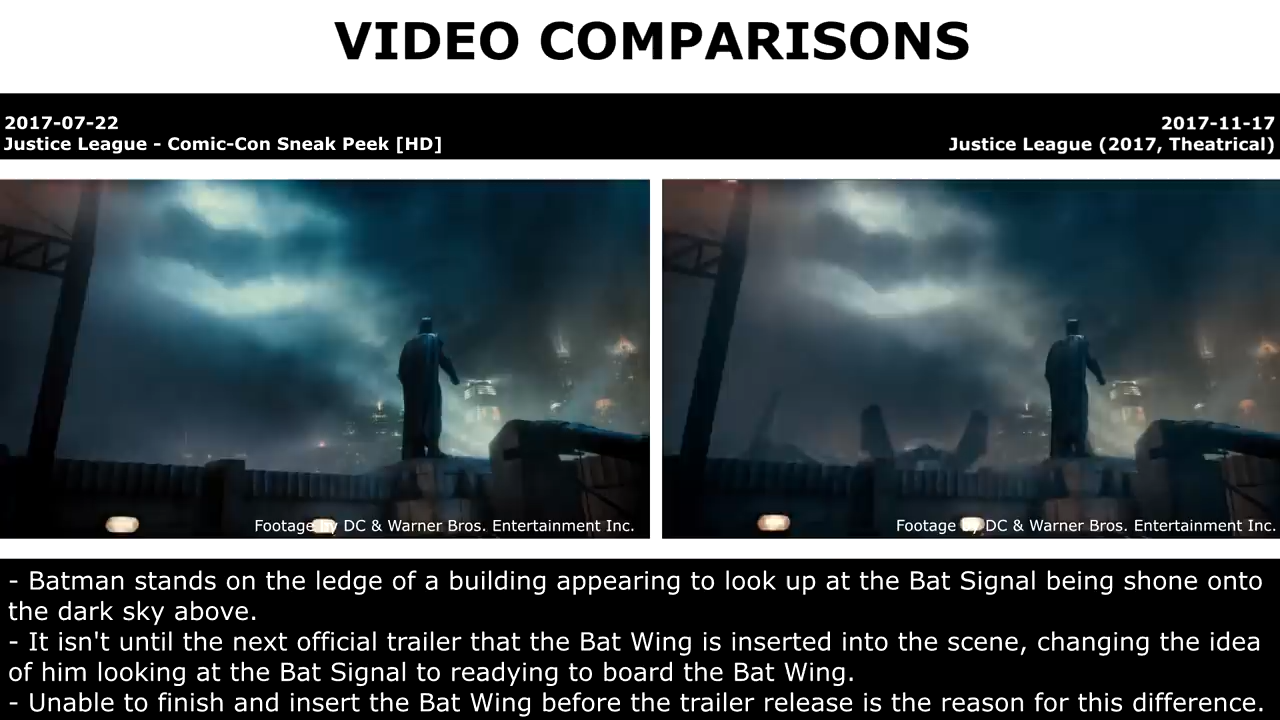 VIDEO COMPARISONS
2017-07-22
Justice League - Comic-Con Sneak Peek [HD]
2017-11-17
Justice League (2017, Theatrical)
Footage by DC & Warner Bros. Entertainment Inc.
Footage by DC & Warner Bros. Entertainment Inc.
- Batman stands on the ledge of a building appearing to look up at the Bat Signal being shone onto
the dark sky above.
- It isn't until the next official trailer that the Bat Wing is inserted into the scene, changing the idea
of him looking at the Bat Signal to readying to board the Bat Wing.
- Unable to finish and insert the Bat Wing before the trailer release is the reason for this difference.